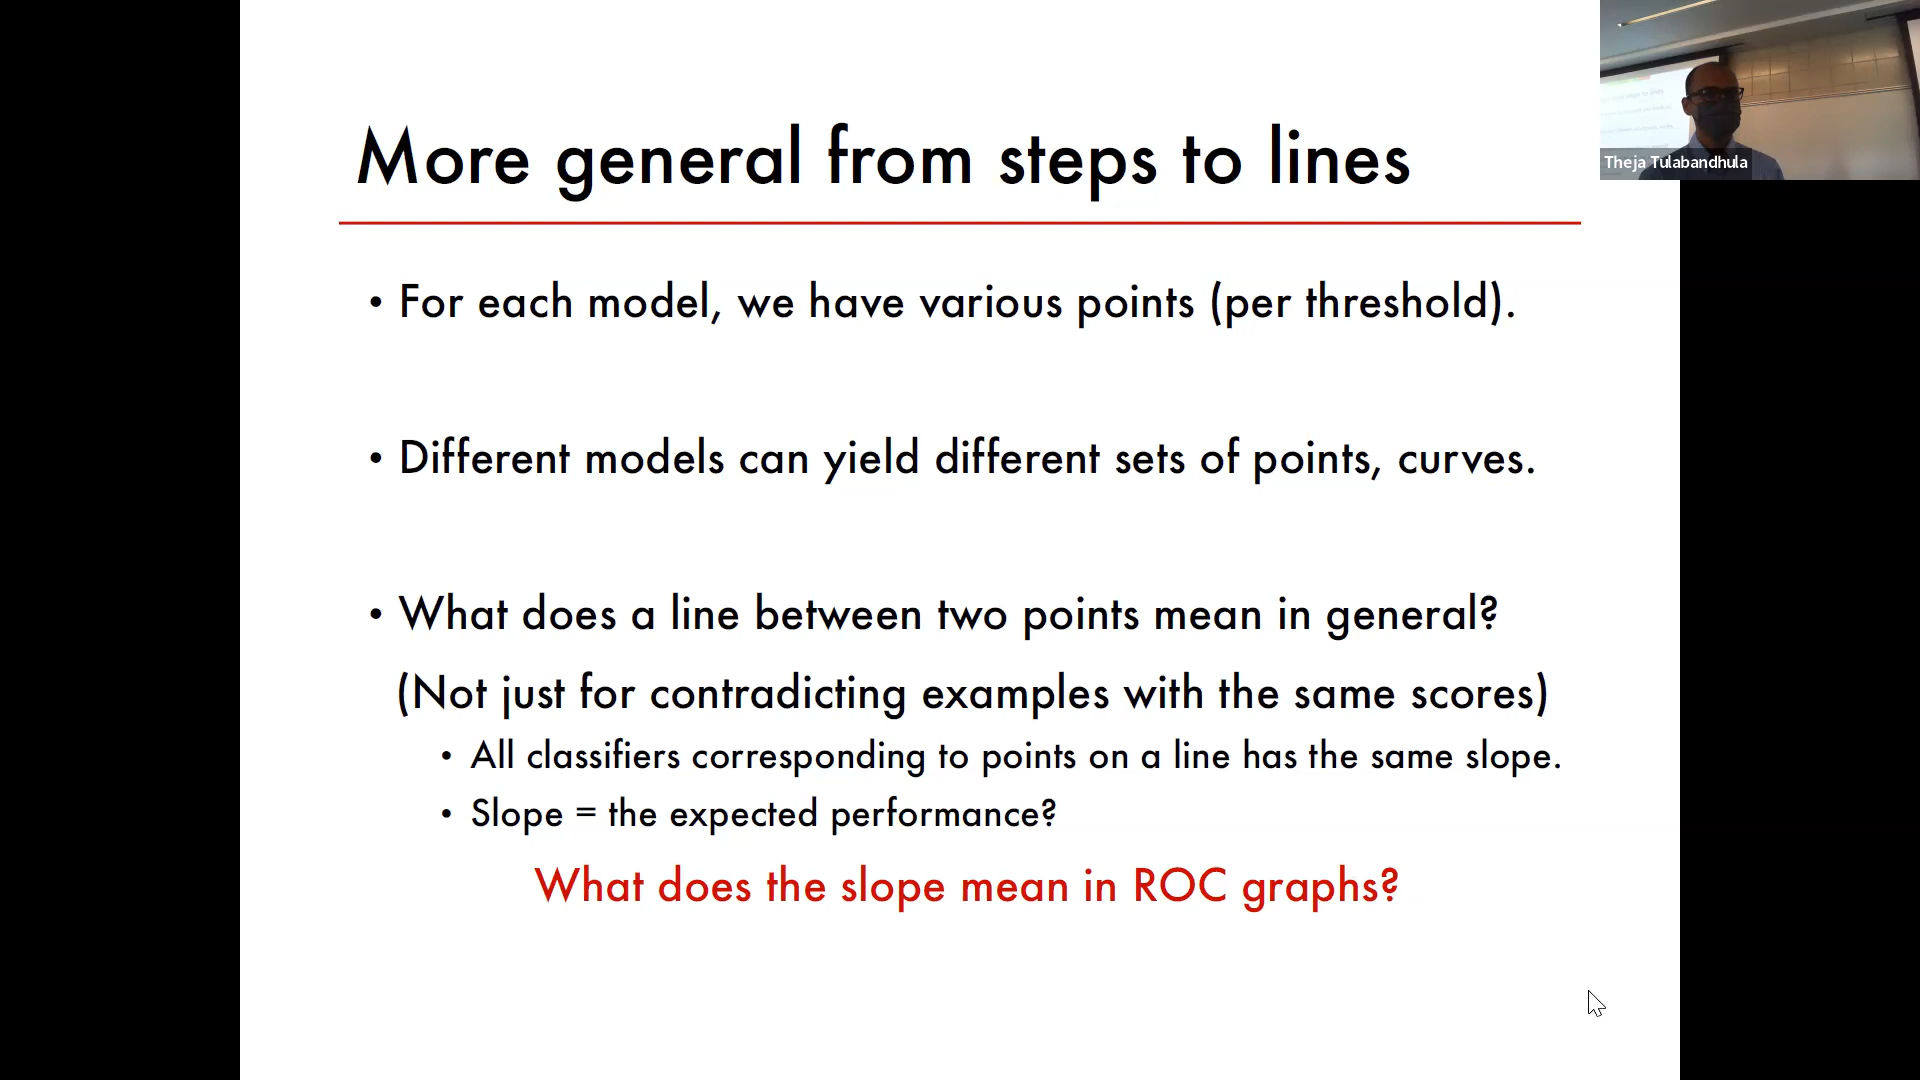 More general from steps to lines
• For each model, we have various points (per threshold).
• Different models can yield different sets of points, curves.
• What does a line between two points mean in general?
(Not just for contradicting examples with the same scores)
• All classifiers corresponding to points on a line has the same slope.
• Slope = the expected performance?
What does the slope mean in ROC graphs?
Theja Tulabandhula